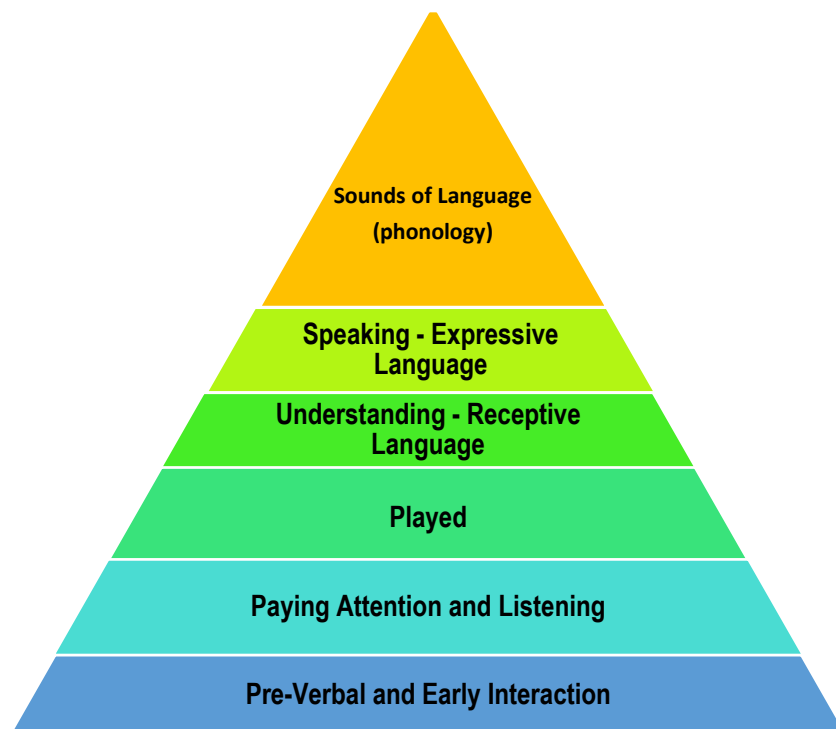 Sounds of Language
(phonology)
Speaking - Expressive
Language
Understanding - Receptive
Language
Played
Paying Attention and Listening
Pre-Verbal and Early Interaction